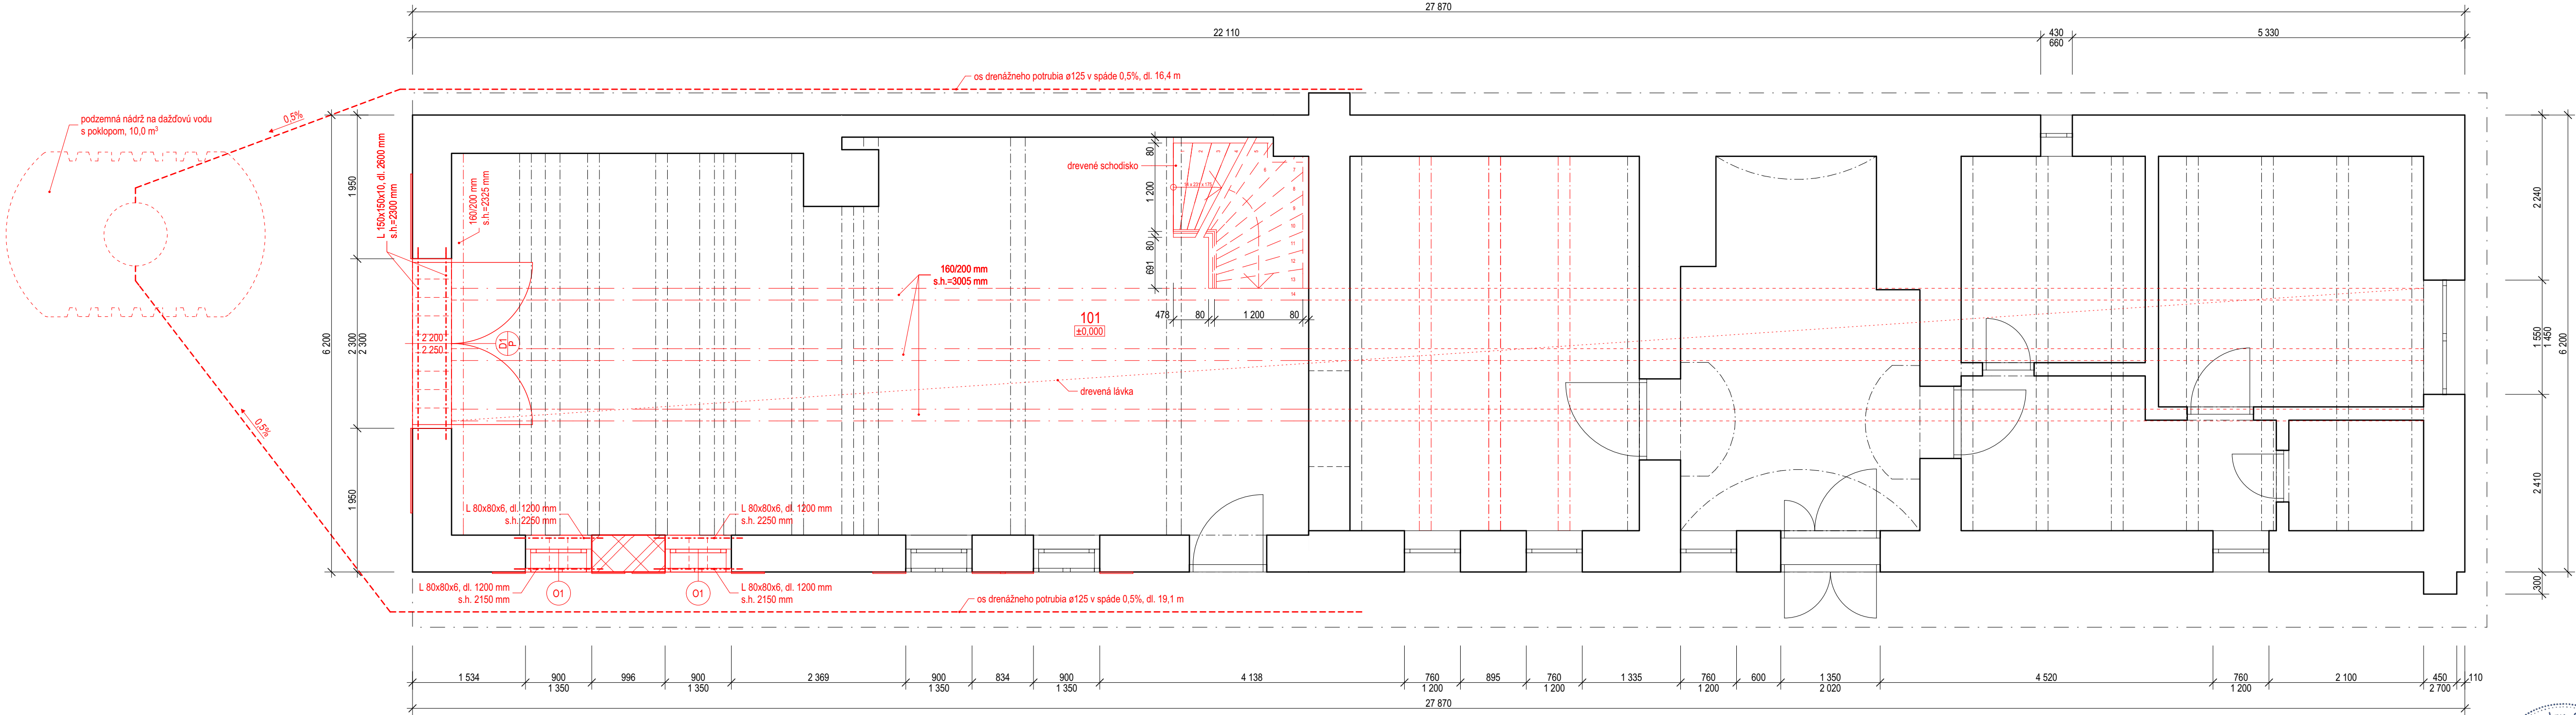 27 870
22 110
430
660
5 330
os drenážneho potrubia ø125 v spáde 0,5%, dl. 16,4 m
podzemná nádrž na dažďovú vodu
s poklopom, 10,0 m³
0,5%
6 200
1 950
2 300
2 300
1 950
L 150x150x10, dl. 2600 mm
s.h.=2300 mm
160/200 mm
s.h.=2325 mm
drevené schodisko
80
1 200
80
691
478
80
1 200
80
160/200 mm
s.h.=3005 mm
101
±0,000
drevená lávka
2 200
2 250
D1
P
2 240
1 550
1 450
6 200
2 410
300
0,5%
L 80x80x6, dl. 1200 mm
s.h. 2250 mm
L 80x80x6, dl. 1200 mm
s.h. 2250 mm
L 80x80x6, dl. 1200 mm
s.h. 2150 mm
O1
O1
L 80x80x6, dl. 1200 mm
s.h. 2150 mm
os drenážneho potrubia ø125 v spáde 0,5%, dl. 19,1 m
1 534
900
1 350
996
900
1 350
2 369
900
1 350
834
900
1 350
4 138
760
1 200
895
760
1 200
1 335
760
1 200
600
1 350
2 020
4 520
760
1 200
2 100
450
2 700
110
27 870